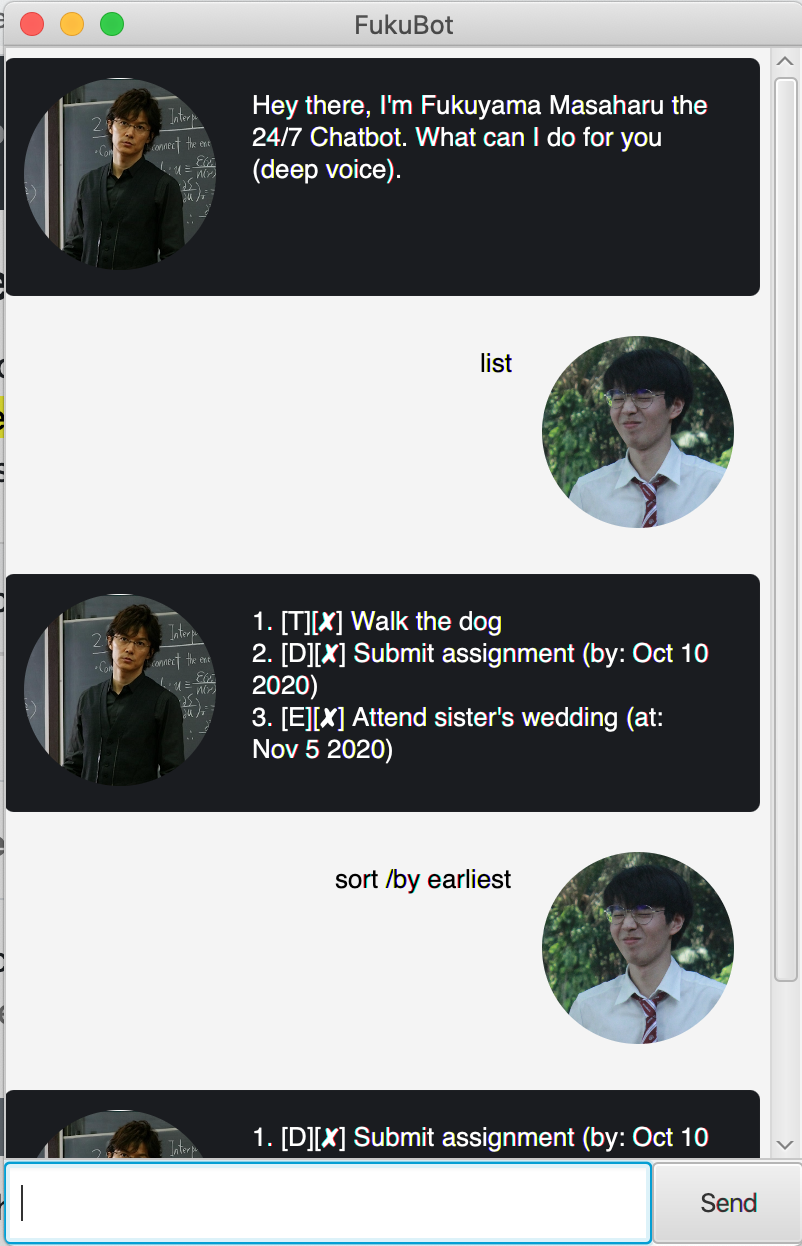 FukuBot
Hey there, I'm Fukuyama Masaharu the
24/7 Chatbot. What can I do for you
(deep voice).
list
1. [T][✘] Walk the dog
2. [D][✘] Submit assignment (by: Oct 10
2020)
3. [E][✘] Attend sister's wedding (at:
Nov 5 2020)
sort /by earliest
1. [D][✘] Submit assignment (by: Oct 10
Send